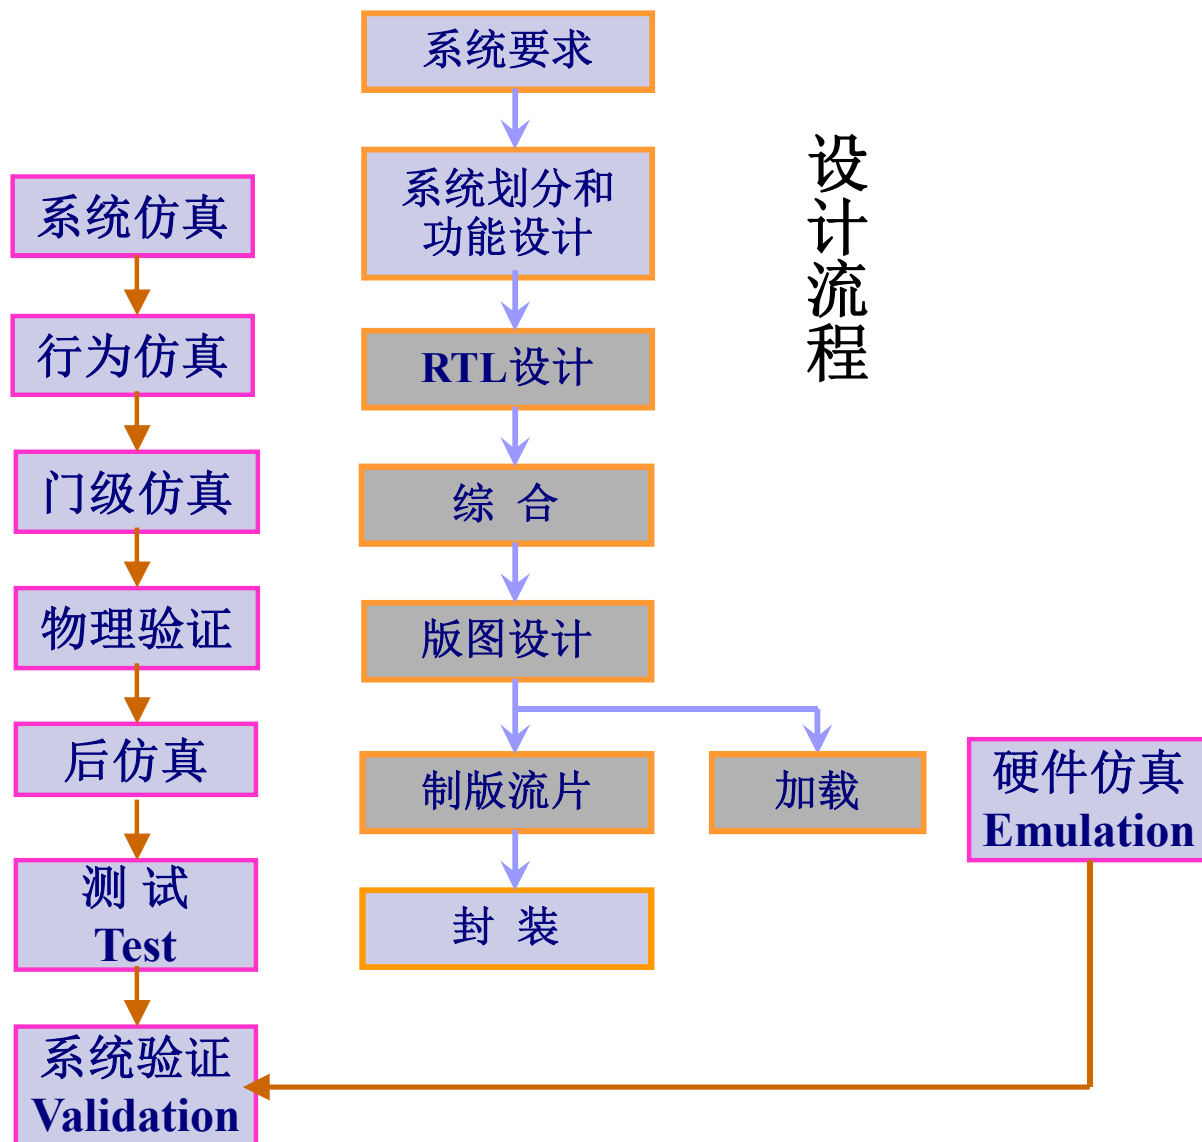 系统要求
系统划分和
功能设计
RTL设计
综 合
版图设计
制版流片
加载
封 装
设计流程
系统仿真
行为仿真
门级仿真
物理验证
后仿真
测 试
Test
系统验证
Validation
硬件仿真
Emulation